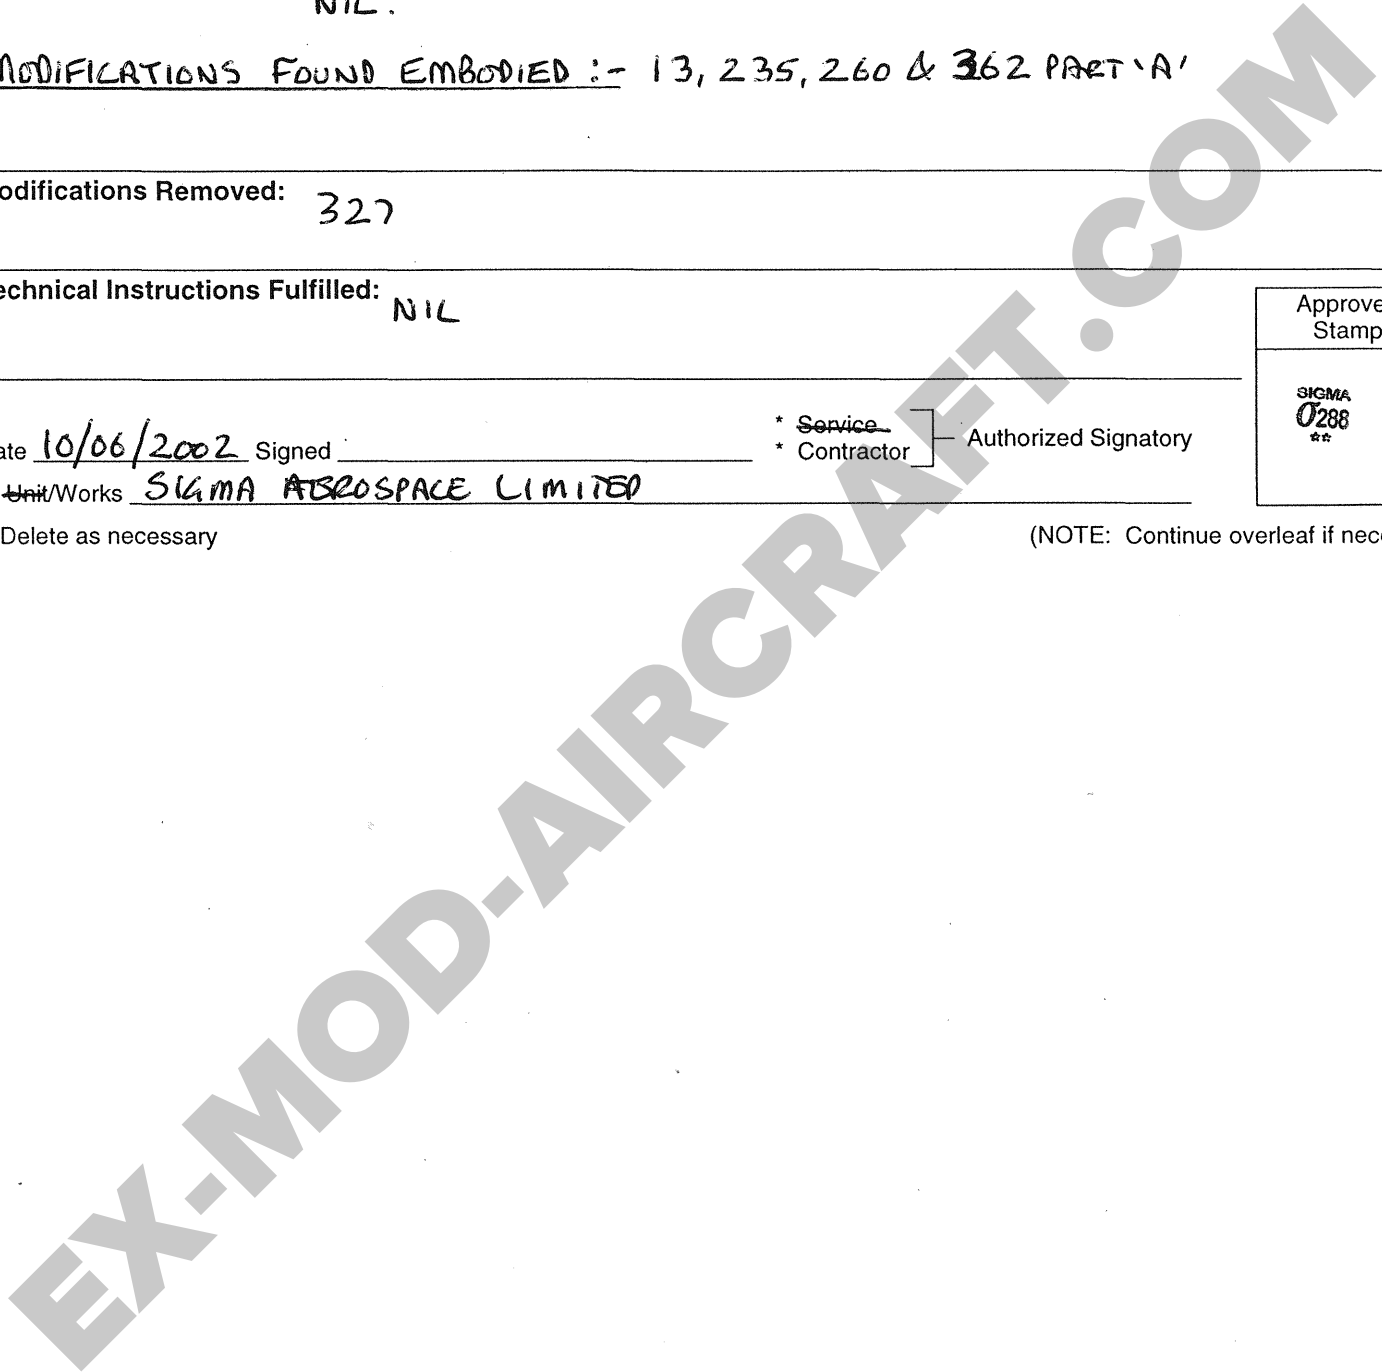 NIL.
MODIFICATIONS FOUND EMBODIED :- 13, 235, 260 & 362 PART 'A'
odifications Removed: 327
echnical Instructions Fulfilled: NIL
Approve
Stamp
SIGMA
σ288
**
ate 10/06/2002 Signed
* Service
* Contractor
Authorized Signatory
Unit/Works SIGMA AEROSPACE LIMITED
Delete as necessary
(NOTE: Continue overleaf if nec
EX-MOD-AIRCRAFT.COM